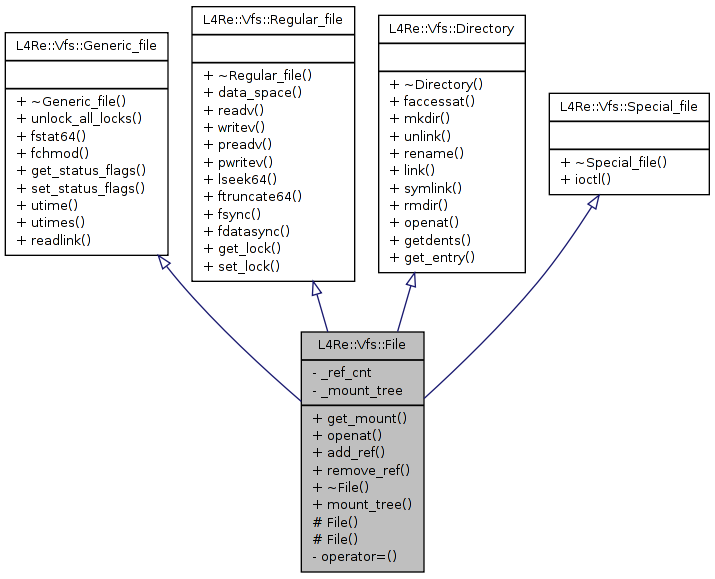 L4Re::Vfs::Generic_file
+ ~Generic_file()
+ unlock_all_locks()
+ fstat64()
+ fchmod()
+ get_status_flags()
+ set_status_flags()
+ utime()
+ utimes()
+ readlink()
L4Re::Vfs::Regular_file
+ ~Regular_file()
+ data_space()
+ readv()
+ writev()
+ preadv()
+ pwritev()
+ lseek64()
+ ftruncate64()
+ fsync()
+ fdatasync()
+ get_lock()
+ set_lock()
L4Re::Vfs::Directory
+ ~Directory()
+ faccessat()
+ mkdir()
+ unlink()
+ rename()
+ link()
+ symlink()
+ rmdir()
+ openat()
+ getdents()
+ get_entry()
L4Re::Vfs::Special_file
+ ~Special_file()
+ ioctl()
L4Re::Vfs::File
- _ref_cnt
- _mount_tree
+ get_mount()
+ openat()
+ add_ref()
+ remove_ref()
+ ~File()
+ mount_tree()
# File()
# File()
- operator=()